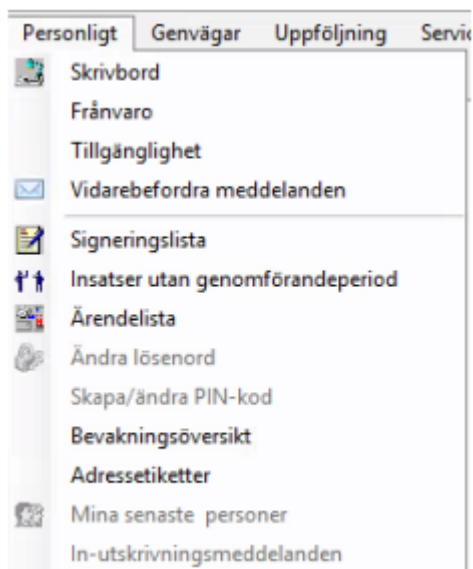 Personligt Genvägar Uppföljning Servic
Skrivbord
Frånvaro
Tillgänglighet
Vidarebefordra meddelanden
Signeringslista
Insatser utan genomförandeperiod
Ärendelista
Ändra lösenord
Skapa/ändra PIN-kod
Bevakningsöversikt
Adressetiketter
Mina senaste  personer
In-utskrivningsmeddelanden